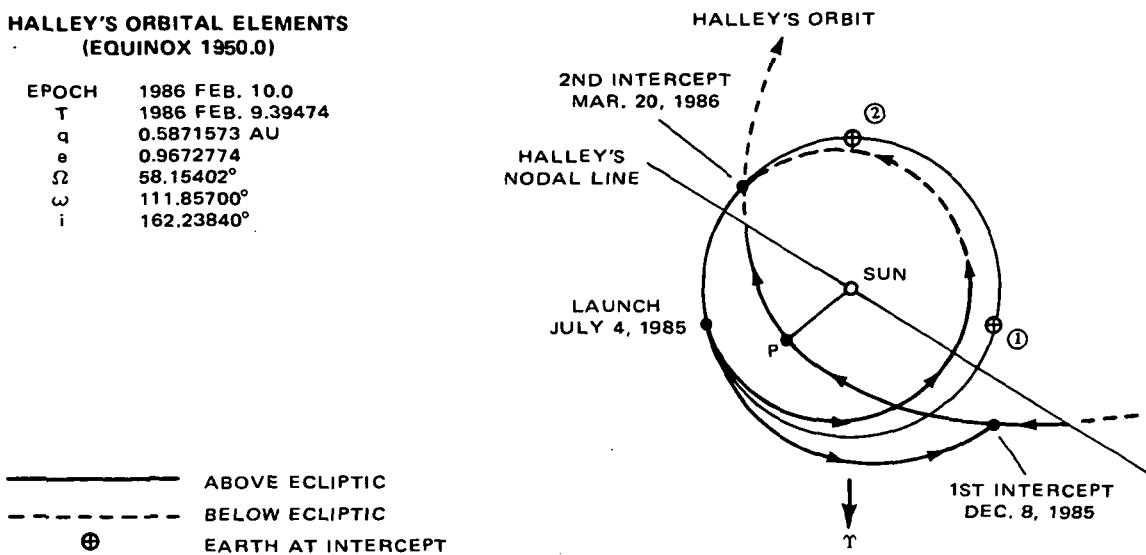 HALLEY'S ORBITAL ELEMENTS
(EQUINOX 1950.0)
EPOCH 1986 FEB. 10.0
T 1986 FEB. 9.39474
q 0.5871573 AU
e 0.9672774
Ω 58.15402°
ω 111.85700°
i 162.23840°
ABOVE ECLIPTIC
BELOW ECLIPTIC
⊕ EARTH AT INTERCEPT
HALLEY'S ORBIT
2ND INTERCEPT
MAR. 20, 1986
②
HALLEY'S
NODAL LINE
SUN
LAUNCH
JULY 4, 1985
P
①
1ST INTERCEPT
DEC. 8, 1985
♈